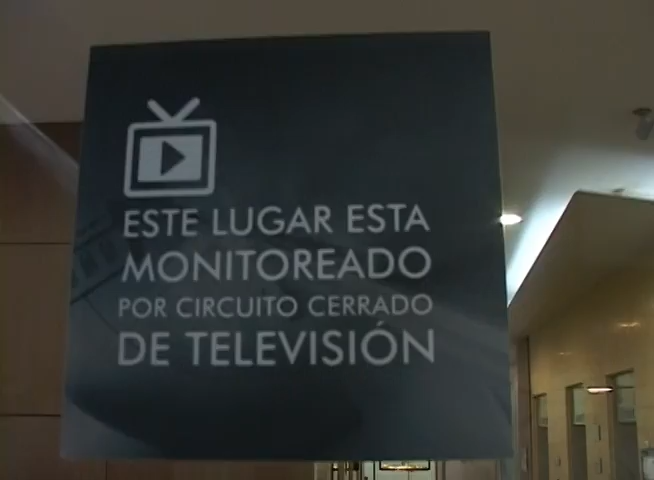 ESTE LUGAR ESTA
MONITOREADO
POR CIRCUITO CERRADO
DE TELEVISIÓN